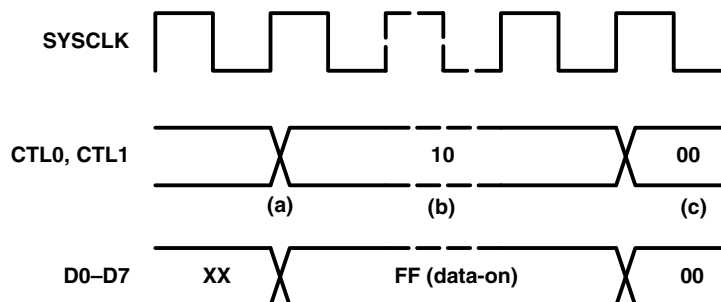 SYSCLK
CTL0, CTL1 10 00
(a) (b) (c)
D0–D7 XX FF (data-on) 00